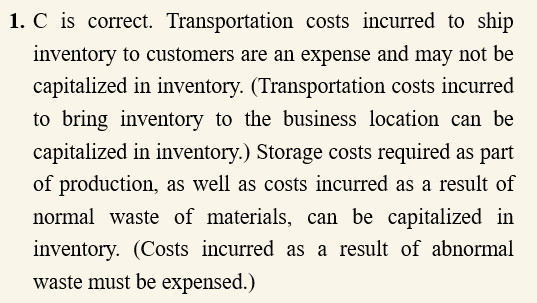 1. C is correct. Transportation costs incurred to ship
inventory to customers are an expense and may not be
capitalized in inventory. (Transportation costs incurred
to bring inventory to the business location can be
capitalized in inventory.) Storage costs required as part
of production, as well as costs incurred as a result of
normal waste of materials, can be capitalized in
inventory. (Costs incurred as a result of abnormal
waste must be expensed.)